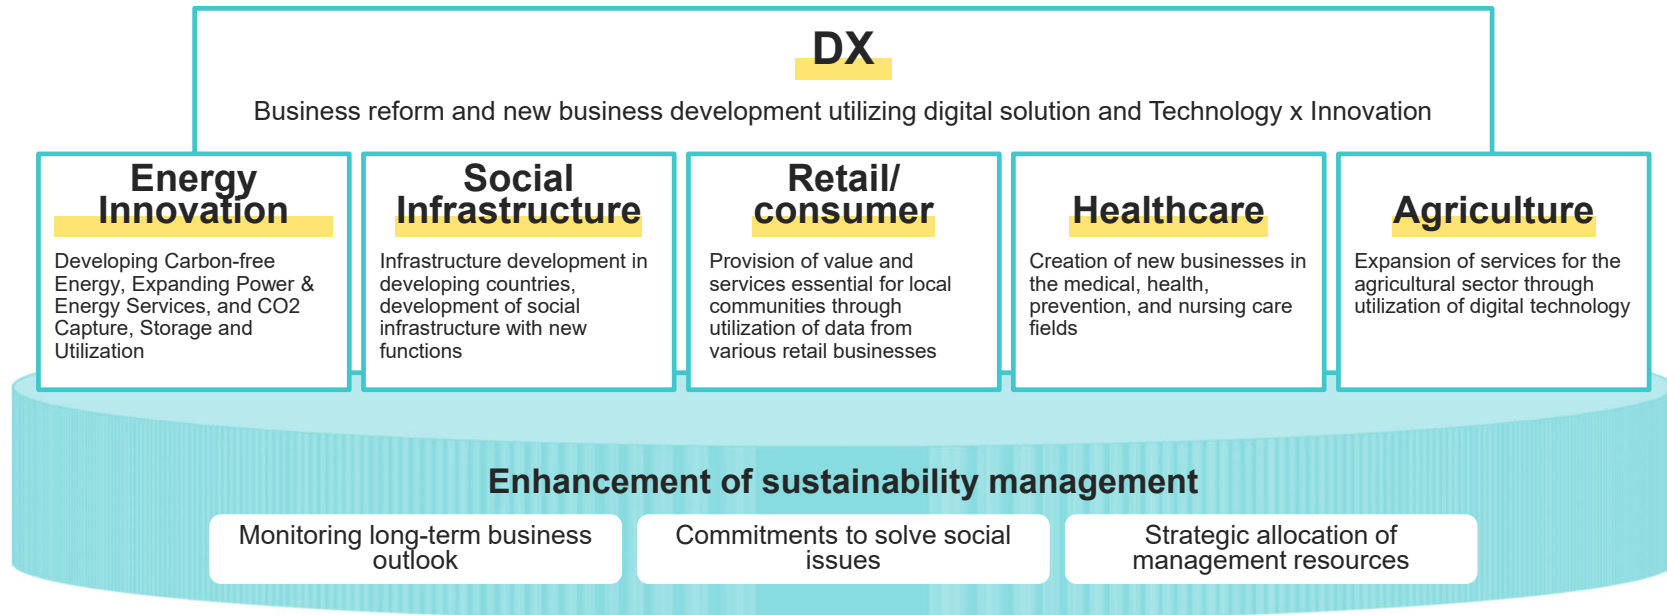 DX
Business reform and new business development utilizing digital solution and Technology x Innovation
Energy
Innovation
Developing Carbon-free
Energy, Expanding Power &
Energy Services, and CO2
Capture, Storage and
Utilization
Social
Infrastructure
Infrastructure development in
developing countries,
development of social
infrastructure with new
functions
Retail/
consumer
Provision of value and
services essential for local
communities through
utilization of data from
various retail businesses
Healthcare
Creation of new businesses in
the medical, health,
prevention, and nursing care
fields
Agriculture
Expansion of services for the
agricultural sector through
utilization of digital technology
Enhancement of sustainability management
Monitoring long-term business
outlook
Commitments to solve social
issues
Strategic allocation of
management resources